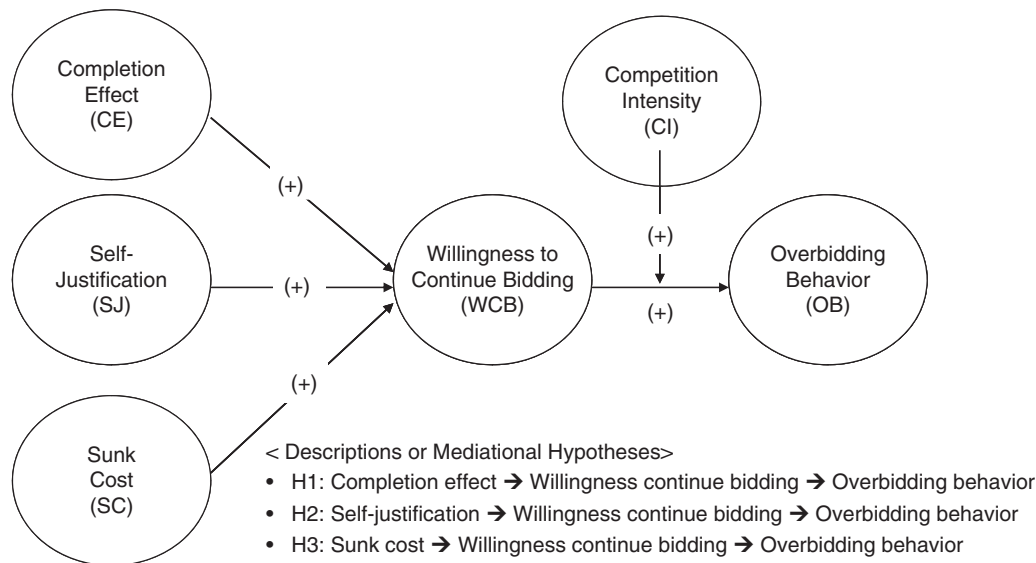 Completion
Effect
(CE)
Competition
Intensity
(CI)
(+)
Self-
Justification
(SJ)
(+)
Willingness to
Continue Bidding
(WCB)
(+)
(+)
Overbidding
Behavior
(OB)
(+)
Sunk
Cost
(SC)
< Descriptions or Mediational Hypotheses>
• H1: Completion effect ➔ Willingness continue bidding ➔ Overbidding behavior
• H2: Self-justification ➔ Willingness continue bidding ➔ Overbidding behavior
• H3: Sunk cost ➔ Willingness continue bidding ➔ Overbidding behavior